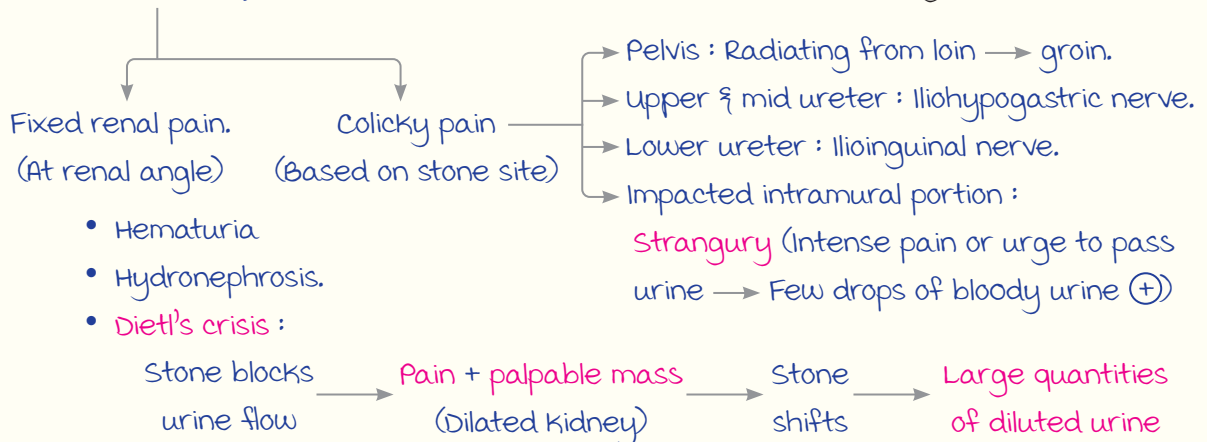 Fixed renal pain.
(At renal angle)
Colicky pain
(Based on stone site)
Pelvis : Radiating from loin → groin.
Upper & mid ureter : Iliohypogastric nerve.
Lower ureter : Ilioinguinal nerve.
Impacted intramural portion :
Strangury (Intense pain or urge to pass
urine → Few drops of bloody urine (+))
• Hematuria
• Hydronephrosis.
• Dietl's crisis :
Stone blocks
urine flow
→ Pain + palpable mass
(Dilated kidney)
→ Stone
shifts
→ Large quantities
of diluted urine